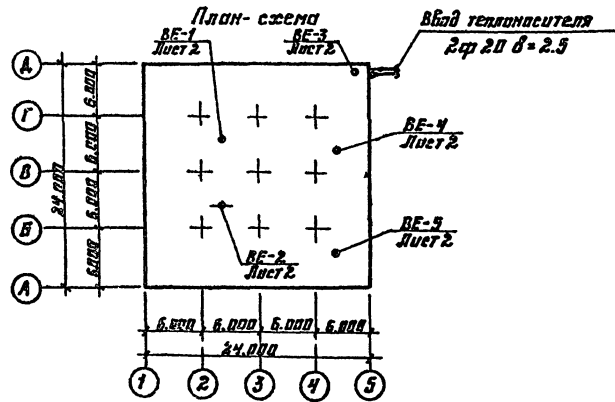 План-схема
Ввод теплоносителя
2ф 20 в=2.5
ВЕ-1
Лист 2
ВЕ-3
Лист 2
Д
Г
ВЕ-4
Лист 2
В
Б
ВЕ-2
Лист 2
ВЕ-5
Лист 2
А
6.000
6.000
6.000
6.000
24.000
6.000
6.000
6.000
6.000
24.000
1
2
3
4
5